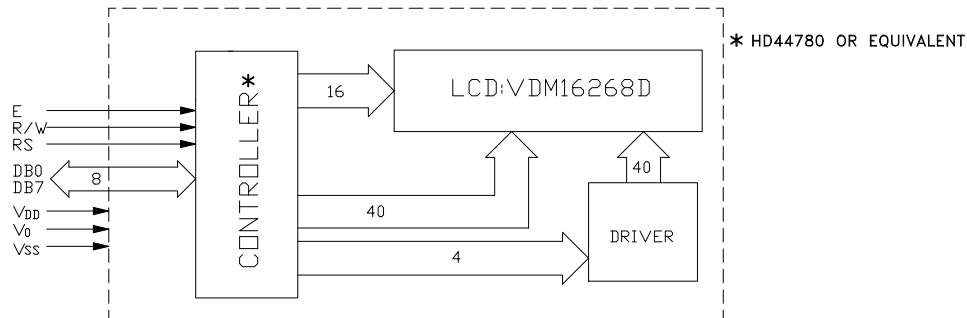 * HD44780 OR EQUIVALENT
LCD:VDM16268D
CONTROLLER*
16
E
R/W
RS
DB0
DB7
8
40
40
VDD
V0
VSS
DRIVER
4